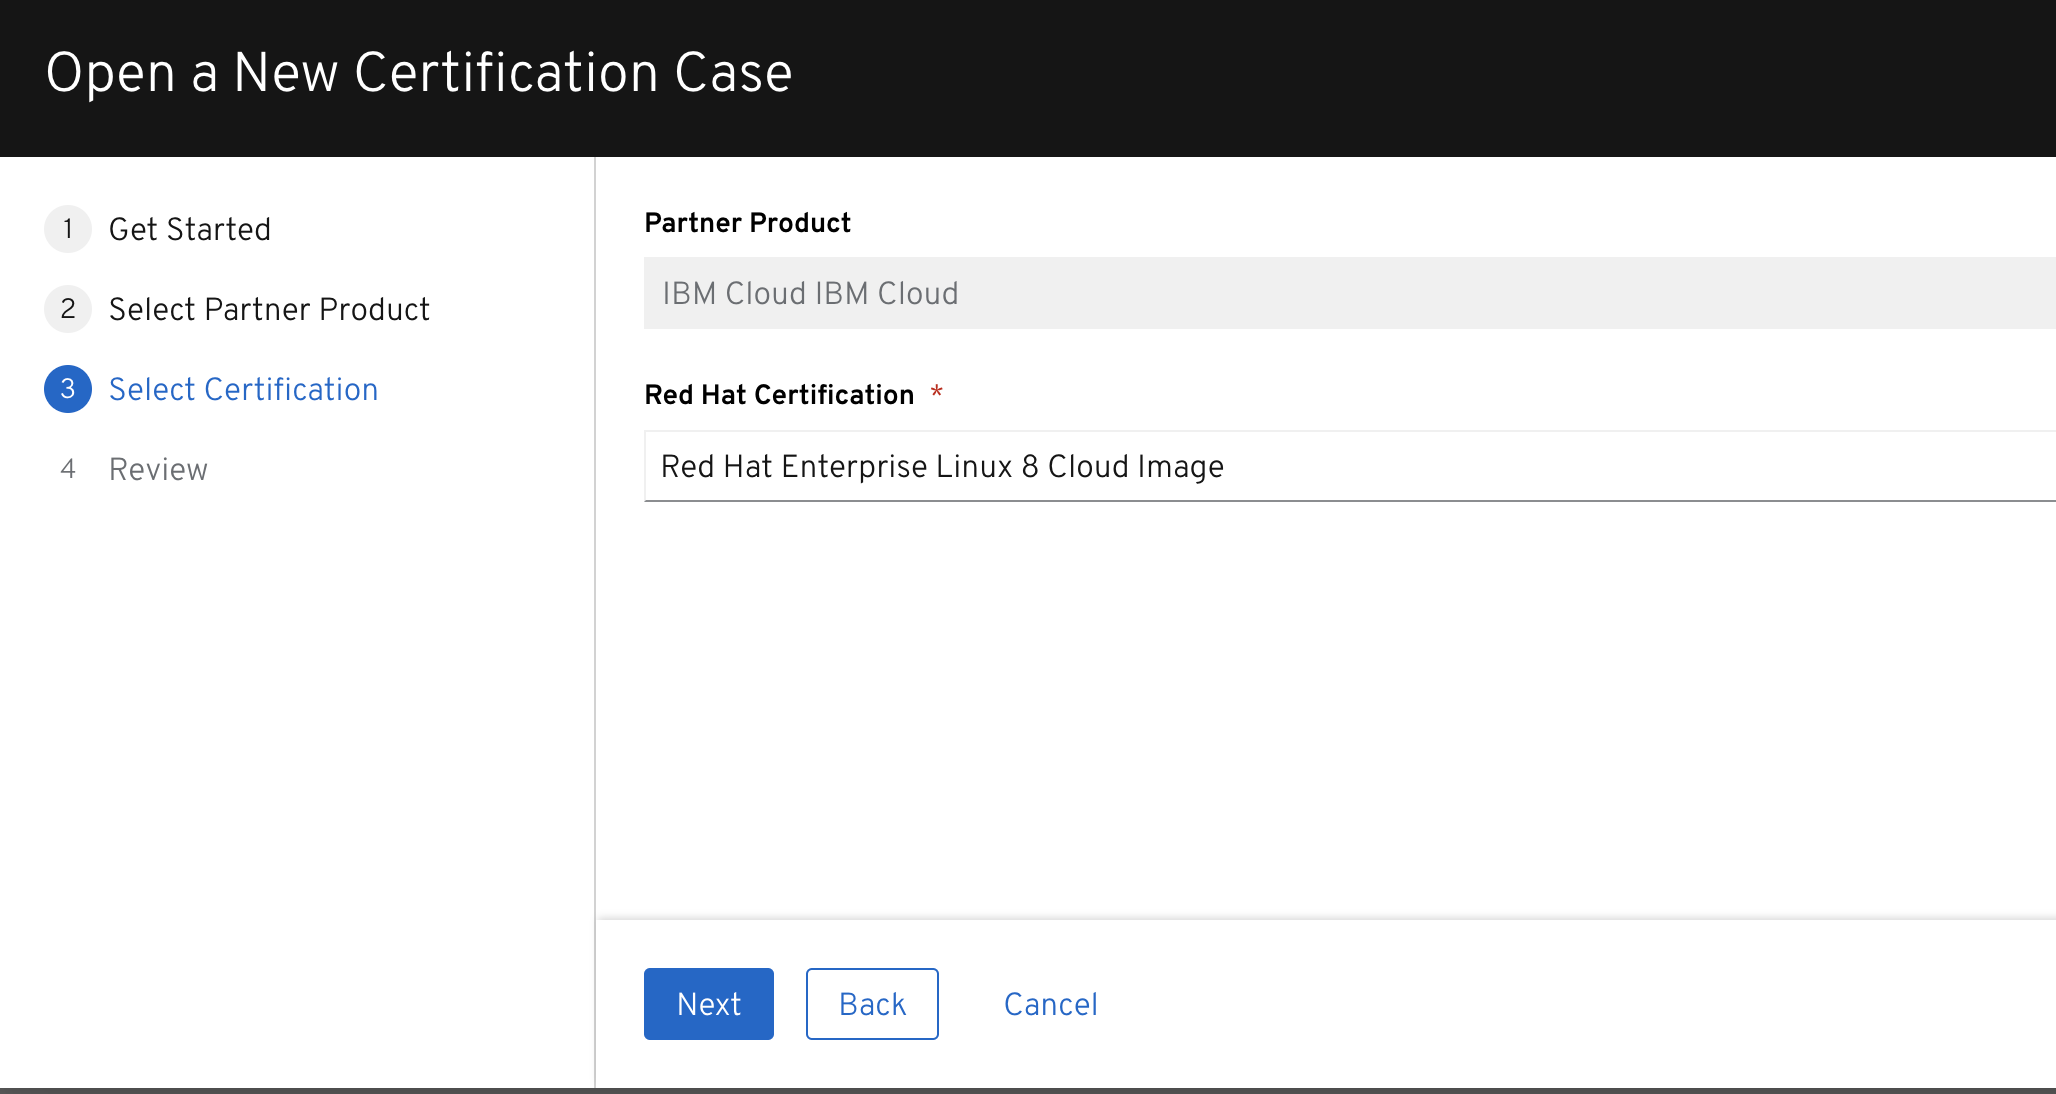 Open a New Certification Case
1 Get Started
2 Select Partner Product
3 Select Certification
4 Review
Partner Product
IBM Cloud IBM Cloud
Red Hat Certification *
Red Hat Enterprise Linux 8 Cloud Image
Next Back Cancel